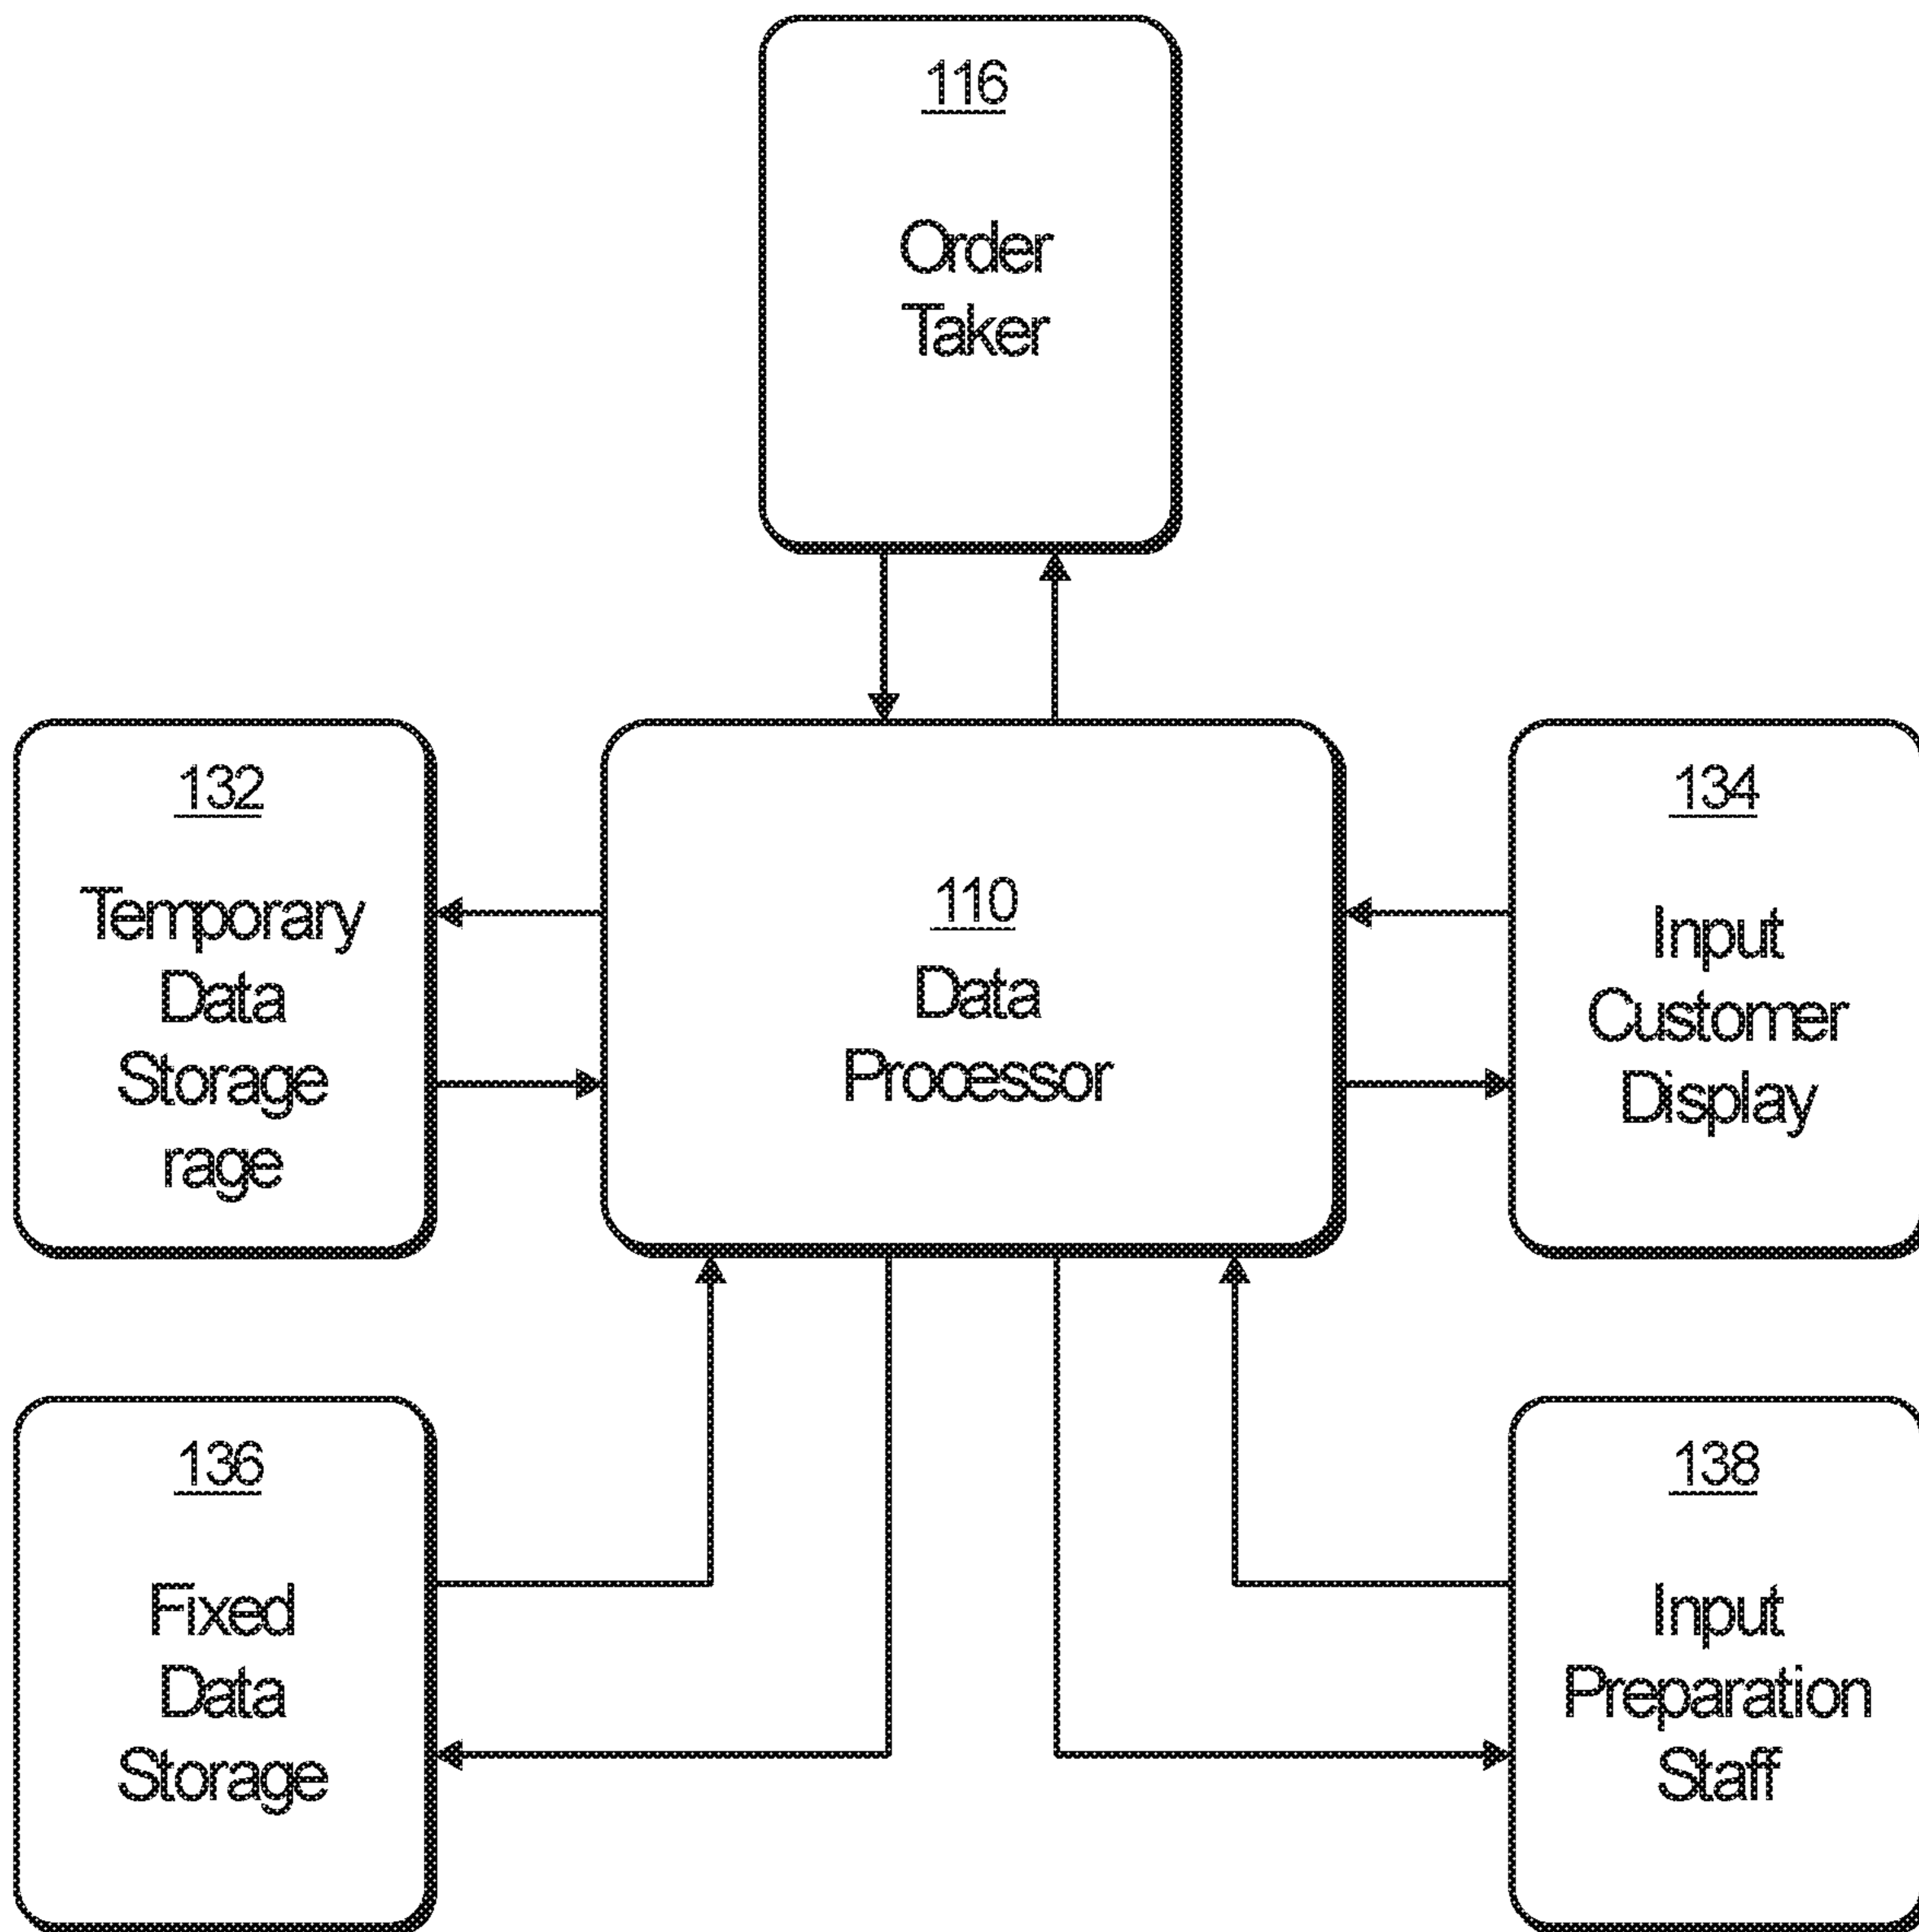 116
Order
Taker
132
Temporary
Data
Storage
rage
110
Data
Processor
134
Input
Customer
Display
136
Fixed
Data
Storage
138
Input
Preparation
Staff